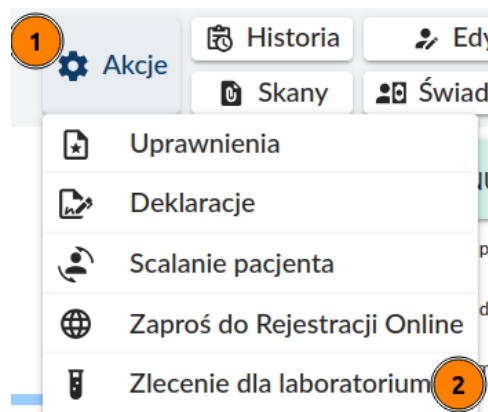 1
Akcje
Historia
Skany
Uprawnienia
Deklaracje
Scalanie pacjenta
Zaproś do Rejestracji Online
Zlecenie dla laboratorium 2